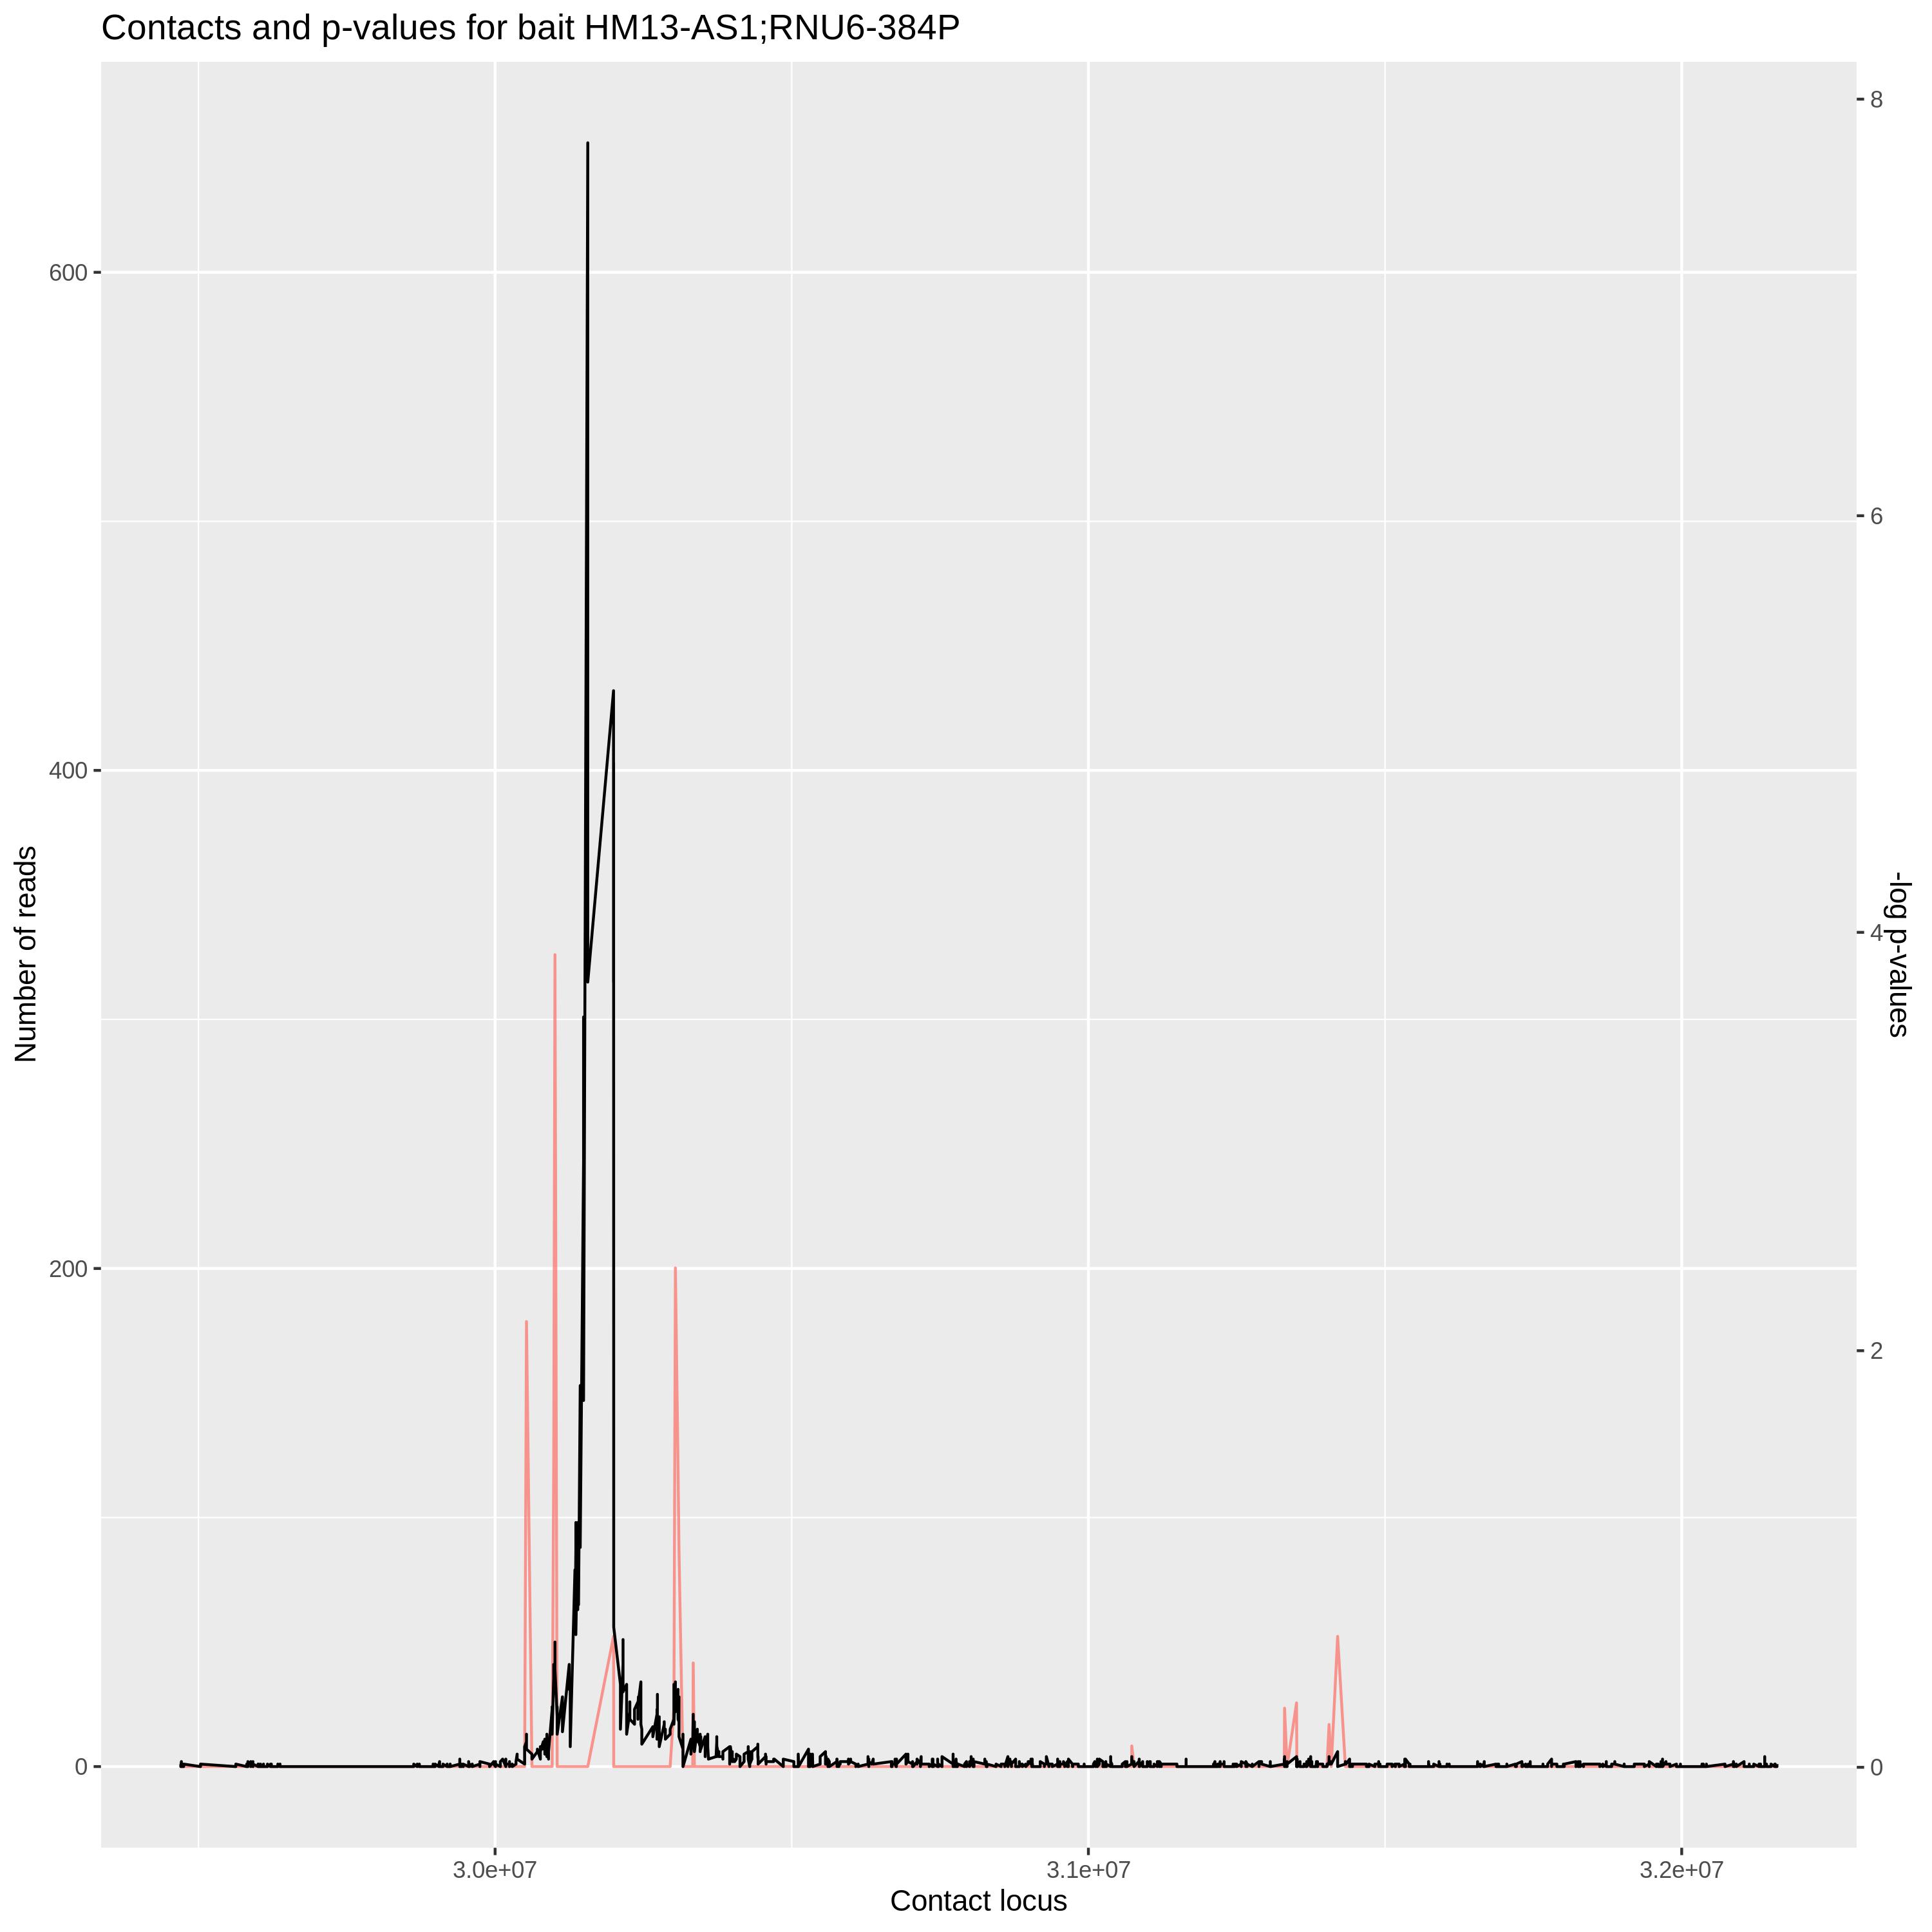 Contacts and p-values for bait HM13-AS1;RNU6-384P
8
600
6
400
Number of reads
-log p-values
4
200
2
0
0
3.0e+07
3.1e+07
3.2e+07
Contact locus